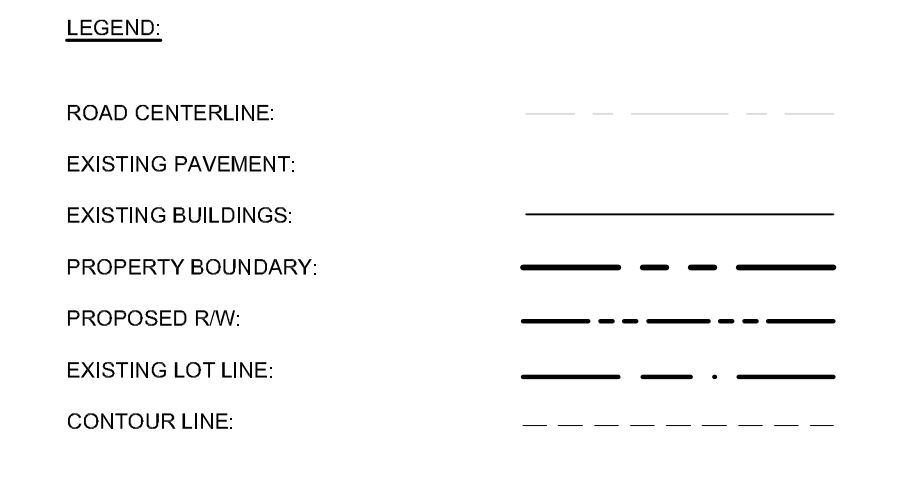 LEGEND:
ROAD CENTERLINE:
EXISTING PAVEMENT:
EXISTING BUILDINGS:
PROPERTY BOUNDARY:
PROPOSED R/W:
EXISTING LOT LINE:
CONTOUR LINE: